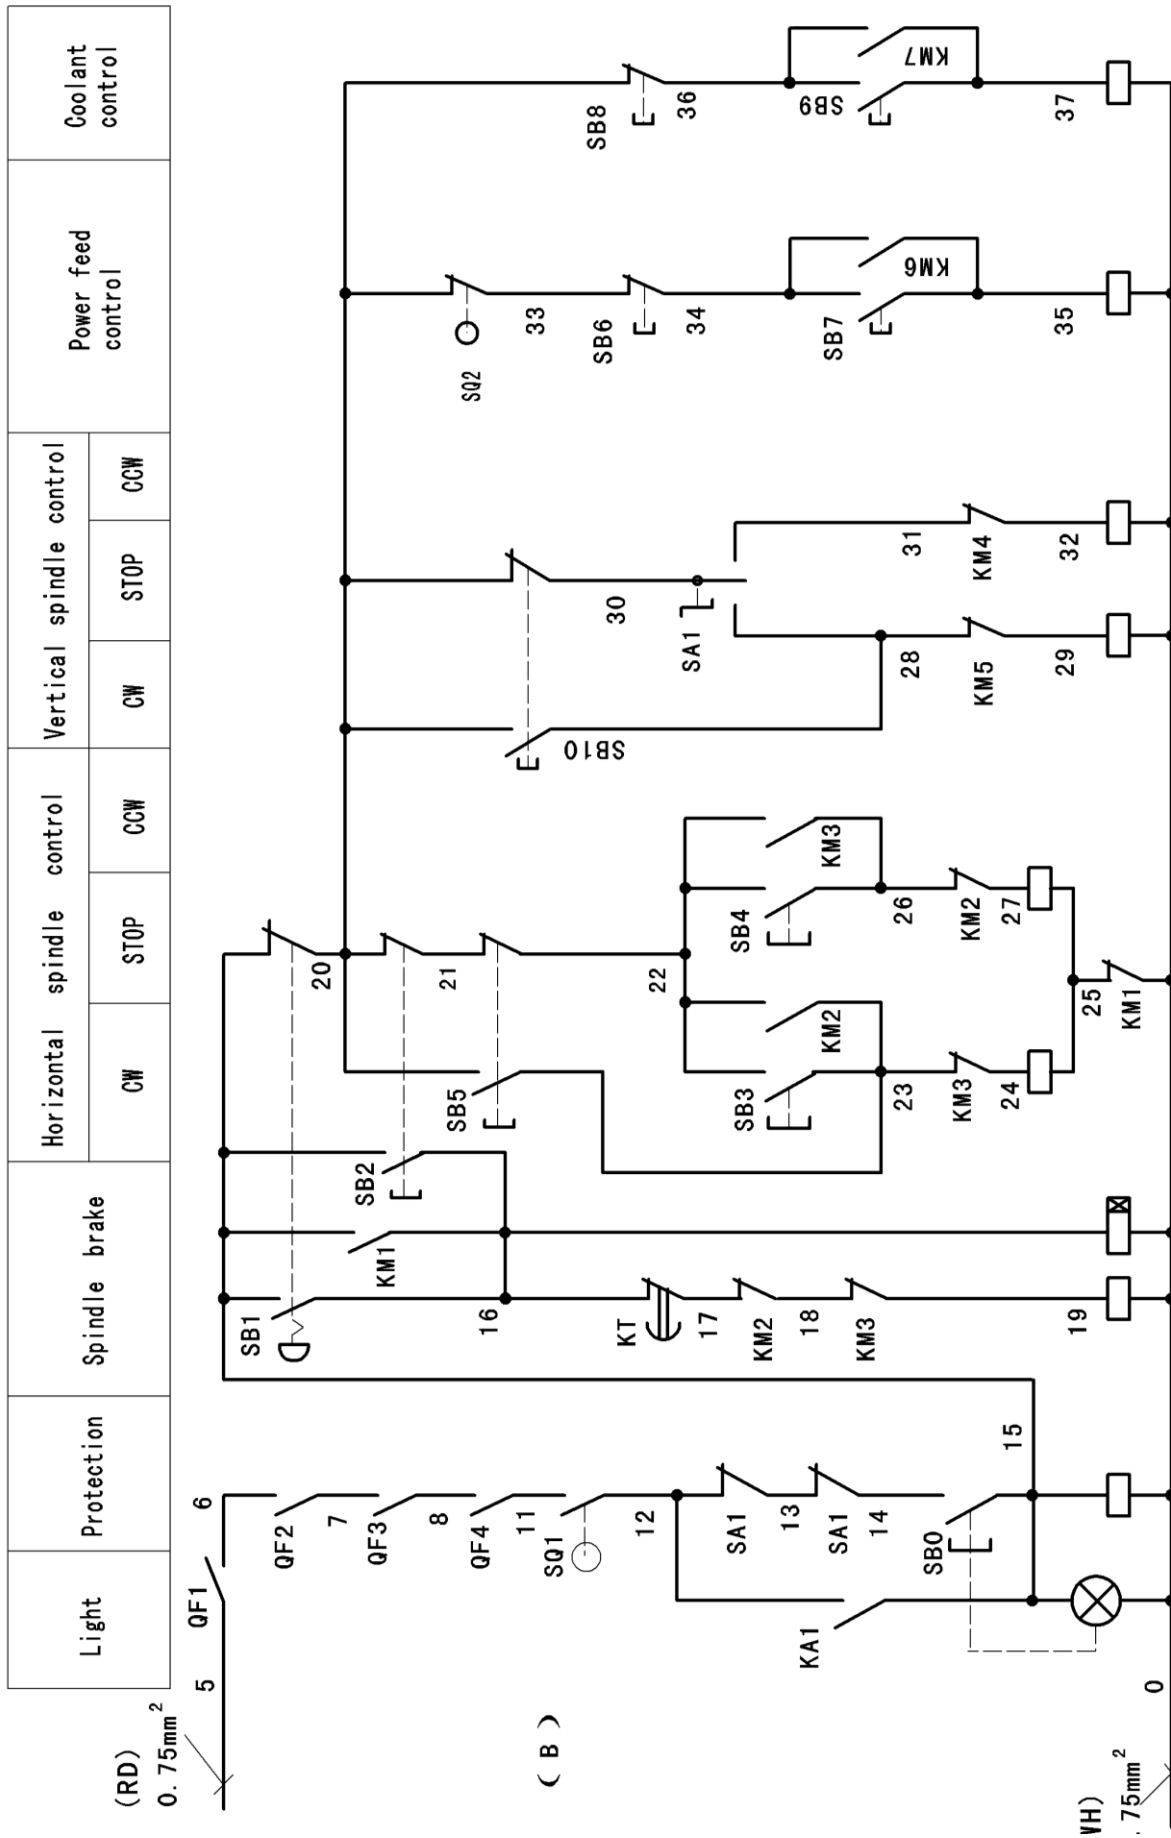 Light
Protection
Spindle brake
Horizontal spindle control
CW
STOP
CCW
Vertical spindle control
CW
STOP
CCW
Power feed
control
Coolant
control
(RD)
0.75mm²
5
QF1
6
QF2
7
QF3
8
QF4
11
SQ1
12
SA1
13
SA1
14
SB0
KA1
15
(B)
SB1
KM1
SB2
16
KT
17
KM2
18
KM3
19
20
21
SB5
22
SB3
KM2
23
KM3
24
SB4
KM3
26
KM2
27
25
KM1
SB10
30
SA1
28
KM5
29
31
KM4
32
SQ2
33
SB6
34
SB7
KM6
35
SB8
36
SB9
KM7
37
0
WH)
.75mm²